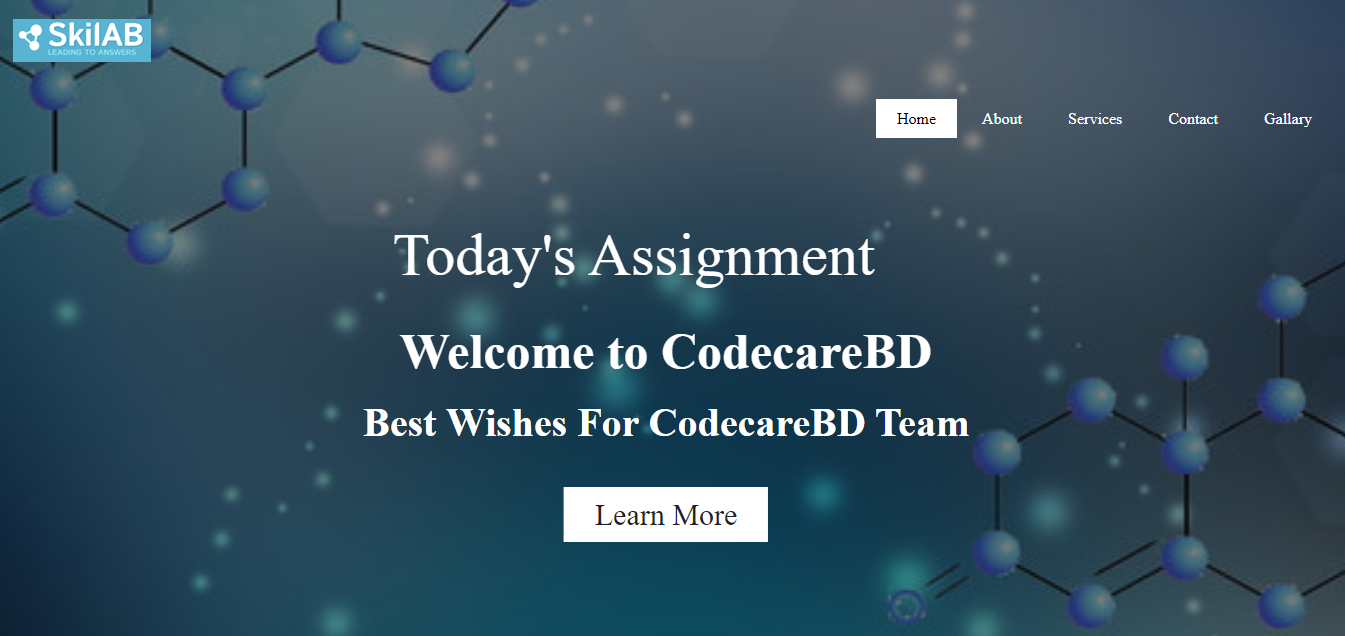 SkilAB
LEADING TO ANSWERS
Home About Services Contact Gallary
Today's Assignment
Welcome to CodecareBD
Best Wishes For CodecareBD Team
Learn More